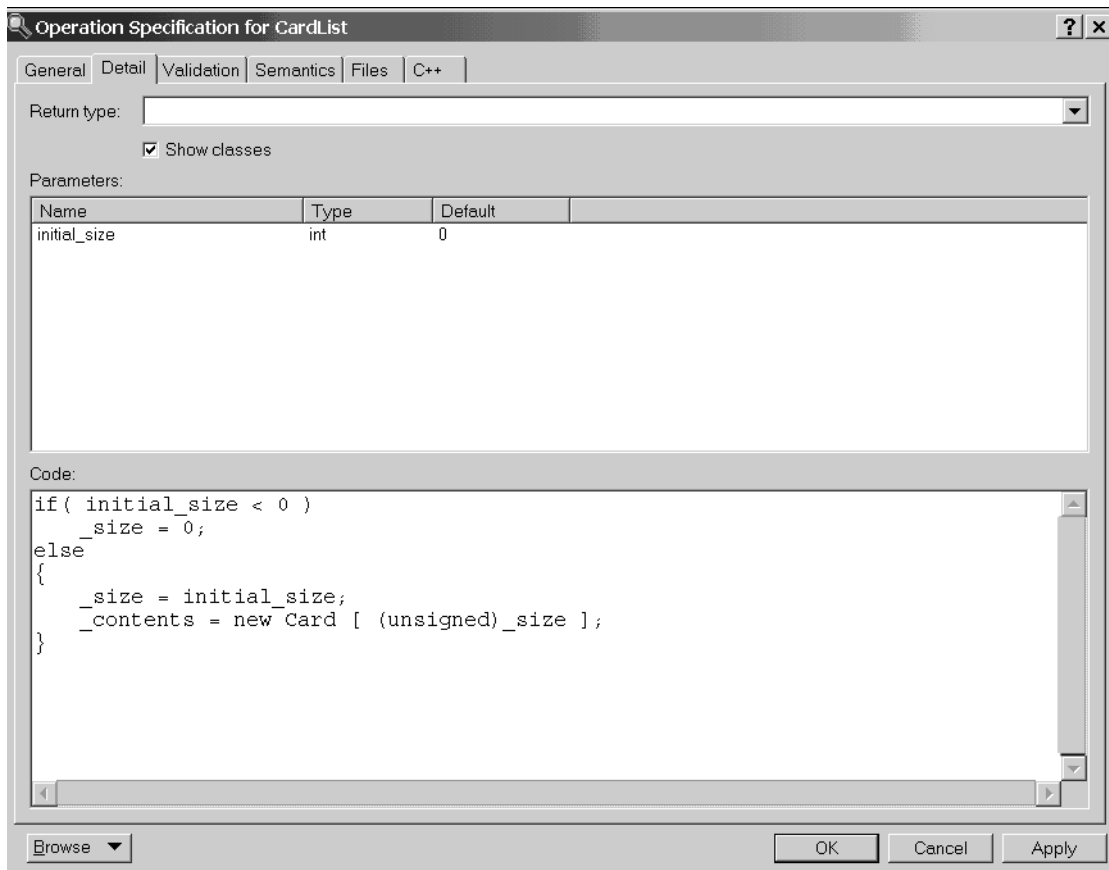 Operation Specification for CardList
General Detail Validation Semantics Files C++
Return type:
Show classes
Parameters:
Name Type Default
initial_size int 0
Code:
if( initial_size < 0 )
    _size = 0;
else
{
    _size = initial_size;
    _contents = new Card [ (unsigned)_size ];
}
Browse OK Cancel Apply